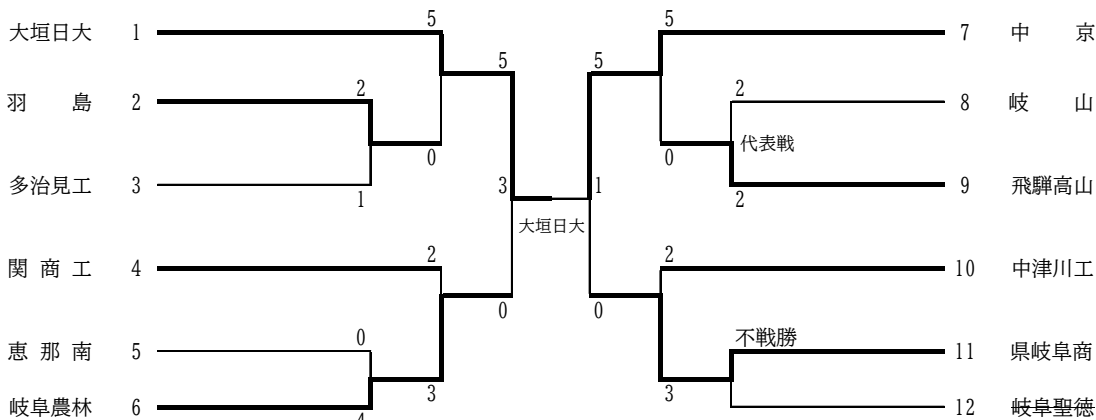 5 5
大垣日大 1 7 中 京
5 5
2 2
羽 島 2 8 岐 山
代表戦
0 0
多治見工 3 3 1 9 飛騨高山
1 2
大垣日大
2 2
関商工 4 10 中津川工
0 0
0 不戦勝
恵那南 5 11 県岐阜商
3 3
岐阜農林 6 12 岐阜聖徳
4